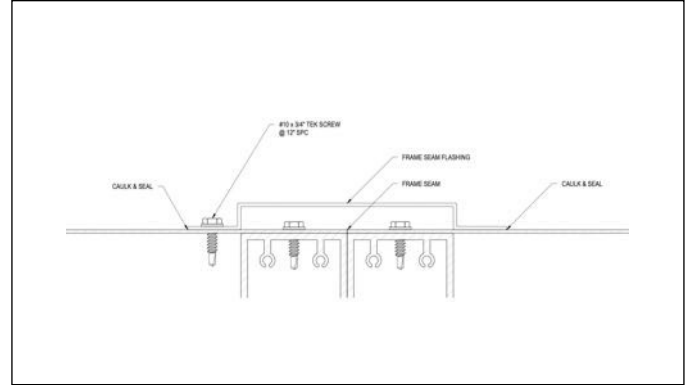 #10 x 3/4" TEK SCREW
@ 12" SPC
FRAME SEAM FLASHING
CAULK & SEAL
FRAME SEAM
CAULK & SEAL